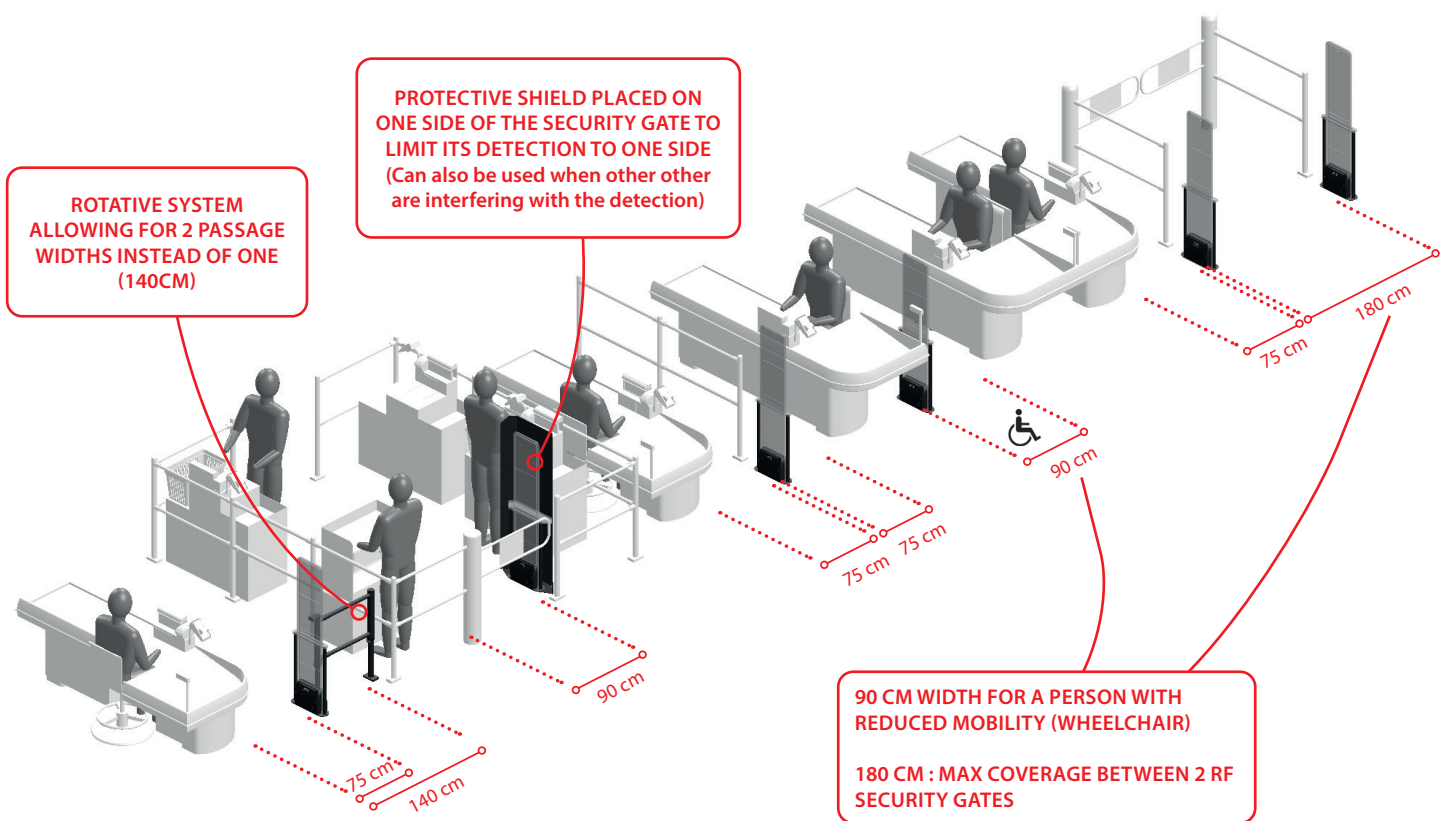 PROTECTIVE SHIELD PLACED ON
ONE SIDE OF THE SECURITY GATE TO
LIMIT ITS DETECTION TO ONE SIDE
(Can also be used when other other
are interfering with the detection)
ROTATIVE SYSTEM
ALLOWING FOR 2 PASSAGE
WIDTHS INSTEAD OF ONE
(140CM)
180 cm
75 cm
90 cm
75 cm
75 cm
90 cm
75 cm
140 cm
90 CM WIDTH FOR A PERSON WITH
REDUCED MOBILITY (WHEELCHAIR)
180 CM : MAX COVERAGE BETWEEN 2 RF
SECURITY GATES